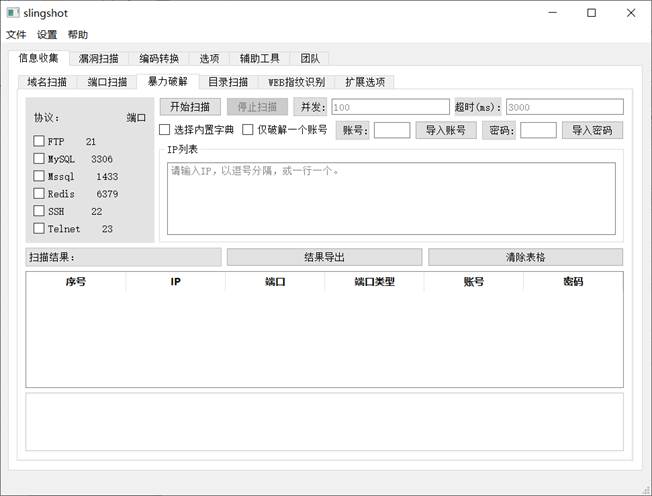 slingshot
文件 设置 帮助
信息收集 漏洞扫描 编码转换 选项 辅助工具 团队
域名扫描 端口扫描 暴力破解 目录扫描 WEB指纹识别 扩展选项
协议: 端口
FTP 21
MySQL 3306
Mssql 1433
Redis 6379
SSH 22
Telnet 23
开始扫描 停止扫描 并发: 100 超时(ms): 3000
选择内置字典 仅破解一个账号 账号: 导入账号 密码: 导入密码
IP列表
请输入IP，以逗号分隔，或一行一个。
扫描结果: 结果导出 清除表格
序号 IP 端口 端口类型 账号 密码